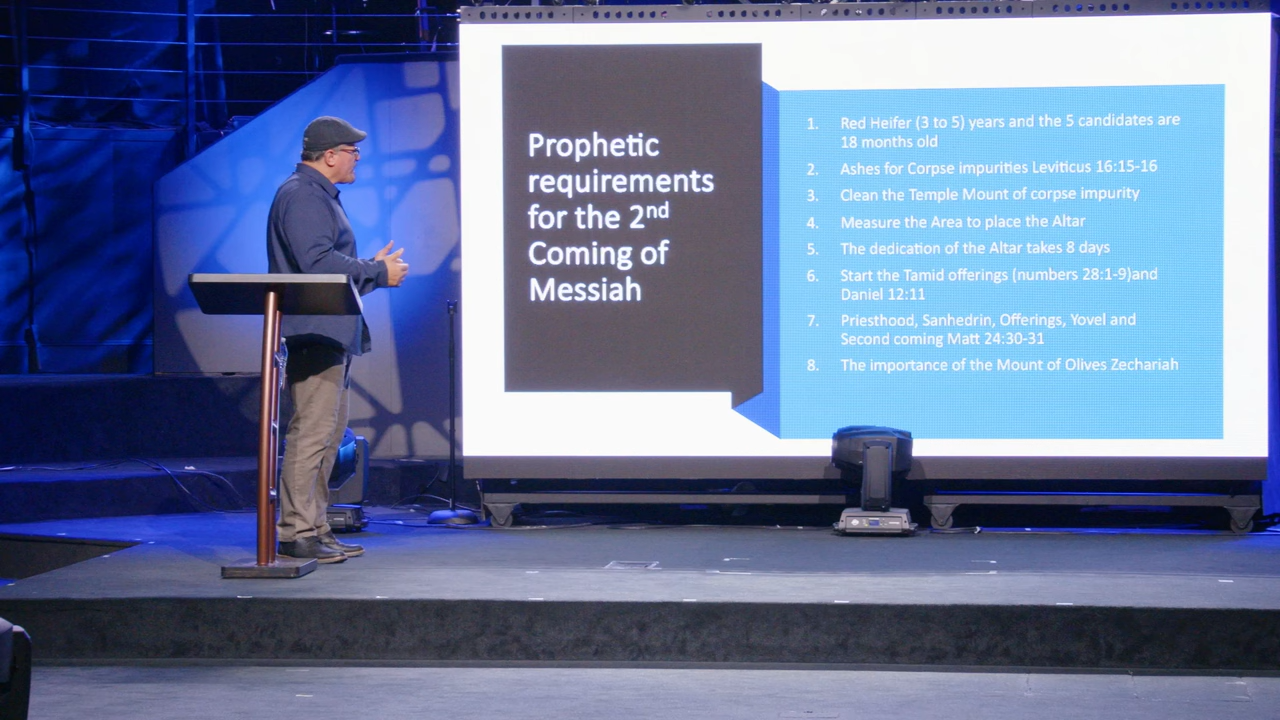 Prophetic
requirements
for the 2nd
Coming of
Messiah
1. Red Heifer (3 to 5) years and the 5 candidates are
18 months old
2. Ashes for Corpse impurities Leviticus 16:15-16
3. Clean the Temple Mount of corpse impurity
4. Measure the Area to place the Altar
5. The dedication of the Altar takes 8 days
6. Start the Tamid offerings (numbers 28:1-9)and
Daniel 12:11
7. Priesthood, Sanhedrin, Offerings, Yovel and
Second coming Matt 24:30-31
8. The importance of the Mount of Olives Zechariah